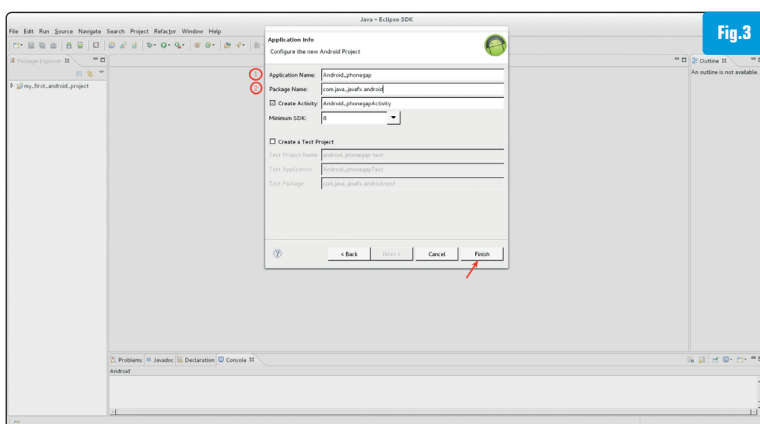 Java – Eclipse SDK
Fig.3
File Edit Run Source Navigate Search Project Refactor Window Help
Application Info
Configure the new Android Project
Package Explorer
Outline
An outline is not available.
my_first_android_project
1 Application Name: Android_phonegap
2 Package Name: com.java_javafx.android
Create Activity: Android_phonegapActivity
Minimum SDK: 8
Create a Test Project
Test Project Name: android_phonegap-test
Test Application: Android_phonegapTest
Test Package: com.java_javafx.android.test
? < Back Next > Cancel Finish
Problems @ Javadoc Declaration Console
Android